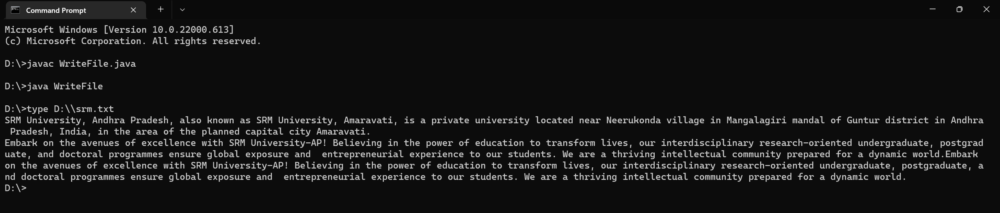 Command Prompt
Microsoft Windows [Version 10.0.22000.613]
(c) Microsoft Corporation. All rights reserved.
D:\>javac WriteFile.java
D:\>java WriteFile
D:\>type D:\\srm.txt
SRM University, Andhra Pradesh, also known as SRM University, Amaravati, is a private university located near Neerukonda village in Mangalagiri mandal of Guntur district in Andhra
 Pradesh, India, in the area of the planned capital city Amaravati.
Embark on the avenues of excellence with SRM University-AP! Believing in the power of education to transform lives, our interdisciplinary research-oriented undergraduate, postgrad
uate, and doctoral programmes ensure global exposure and  entrepreneurial experience to our students. We are a thriving intellectual community prepared for a dynamic world.Embark
on the avenues of excellence with SRM University-AP! Believing in the power of education to transform lives, our interdisciplinary research-oriented undergraduate, postgraduate, a
nd doctoral programmes ensure global exposure and  entrepreneurial experience to our students. We are a thriving intellectual community prepared for a dynamic world.
D:\>